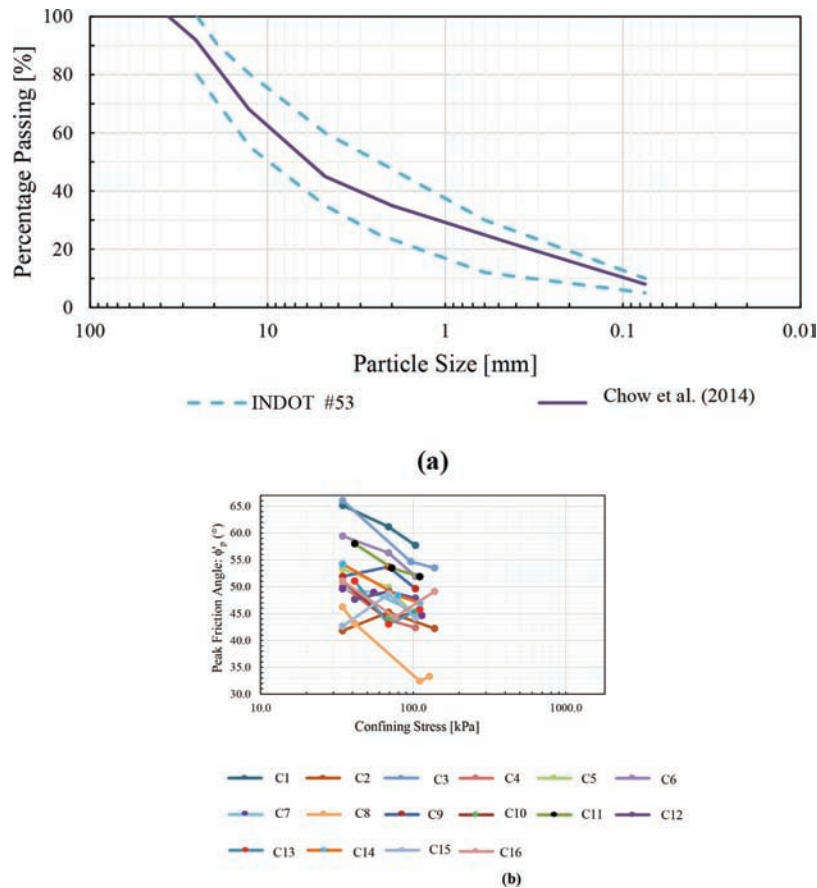 100
80
60
40
20
0
Percentage Passing [%]
100 10 1 0.1 0.01
Particle Size [mm]
INDOT #53 Chow et al. (2014)
(a)
65.0
60.0
55.0
50.0
45.0
40.0
35.0
30.0
Peak Friction Angle: ϕ'p (°)
10.0 100.0 1000.0
Confining Stress [kPa]
C1 C2 C3 C4 C5 C6
C7 C8 C9 C10 C11 C12
C13 C14 C15 C16
(b)